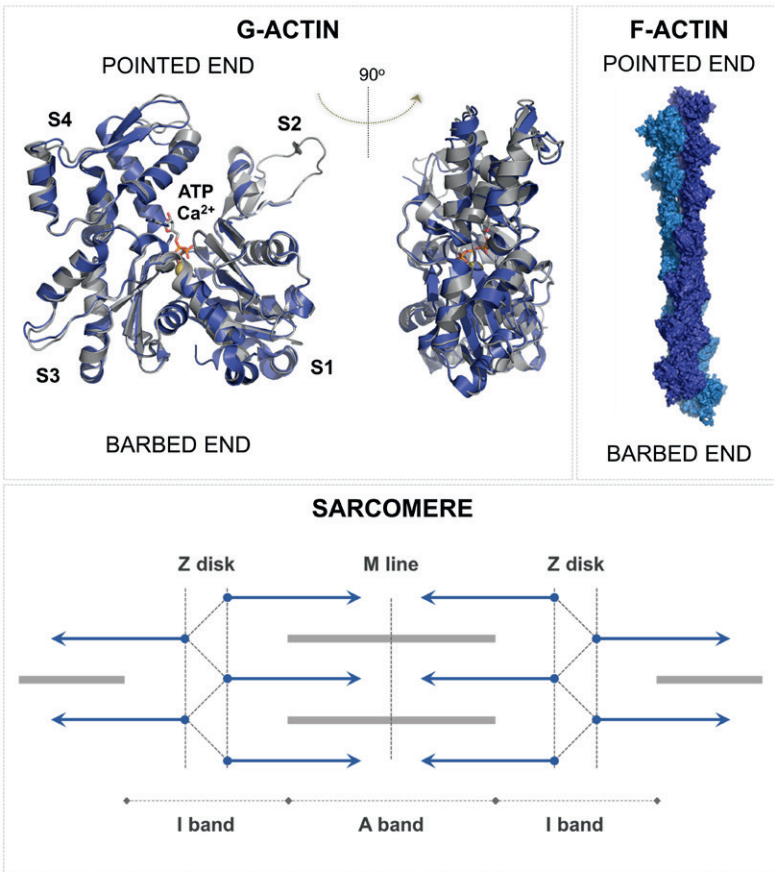 G-ACTIN
POINTED END
90º
S4
S2
ATP
Ca²⁺
S3
S1
BARBED END
F-ACTIN
POINTED END
BARBED END
SARCOMERE
Z disk M line Z disk
I band A band I band